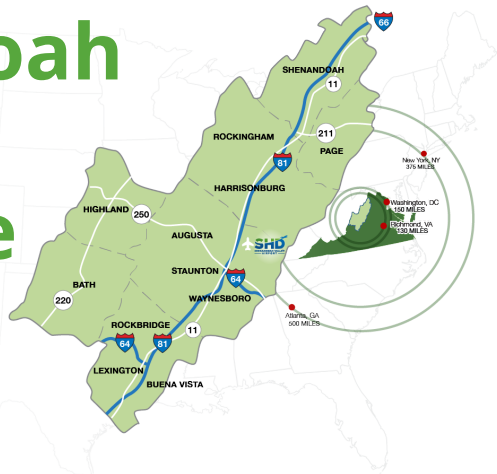 oah
e
66
SHENANDOAH
11
ROCKINGHAM
211
PAGE
81
HARRISONBURG
HIGHLAND
250
AUGUSTA
SHD
STAUNTON
64
WAYNESBORO
BATH
220
ROCKBRIDGE
11
64
81
LEXINGTON
BUENA VISTA
New York, NY
375 MILES
Washington, DC
150 MILES
Richmond, VA
130 MILES
Atlanta, GA
500 MILES